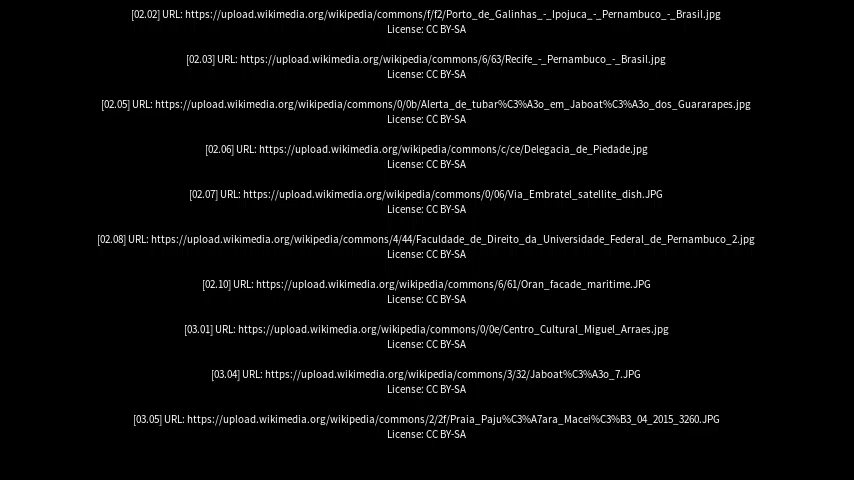 [02.02] URL: https://upload.wikimedia.org/wikipedia/commons/f/f2/Porto_de_Galinhas_-_Ipojuca_-_Pernambuco_-_Brasil.jpg
License: CC BY-SA
[02.03] URL: https://upload.wikimedia.org/wikipedia/commons/6/63/Recife_-_Pernambuco_-_Brasil.jpg
License: CC BY-SA
[02.05] URL: https://upload.wikimedia.org/wikipedia/commons/0/0b/Alerta_de_tubar%C3%A3o_em_Jaboat%C3%A3o_dos_Guararapes.jpg
License: CC BY-SA
[02.06] URL: https://upload.wikimedia.org/wikipedia/commons/c/ce/Delegacia_de_Piedade.jpg
License: CC BY-SA
[02.07] URL: https://upload.wikimedia.org/wikipedia/commons/0/06/Via_Embratel_satellite_dish.JPG
License: CC BY-SA
[02.08] URL: https://upload.wikimedia.org/wikipedia/commons/4/44/Faculdade_de_Direito_da_Universidade_Federal_de_Pernambuco_2.jpg
License: CC BY-SA
[02.10] URL: https://upload.wikimedia.org/wikipedia/commons/6/61/Oran_facade_maritime.JPG
License: CC BY-SA
[03.01] URL: https://upload.wikimedia.org/wikipedia/commons/0/0e/Centro_Cultural_Miguel_Arraes.jpg
License: CC BY-SA
[03.04] URL: https://upload.wikimedia.org/wikipedia/commons/3/32/Jaboat%C3%A3o_7.JPG
License: CC BY-SA
[03.05] URL: https://upload.wikimedia.org/wikipedia/commons/2/2f/Praia_Paju%C3%A7ara_Macei%C3%B3_04_2015_3260.JPG
License: CC BY-SA